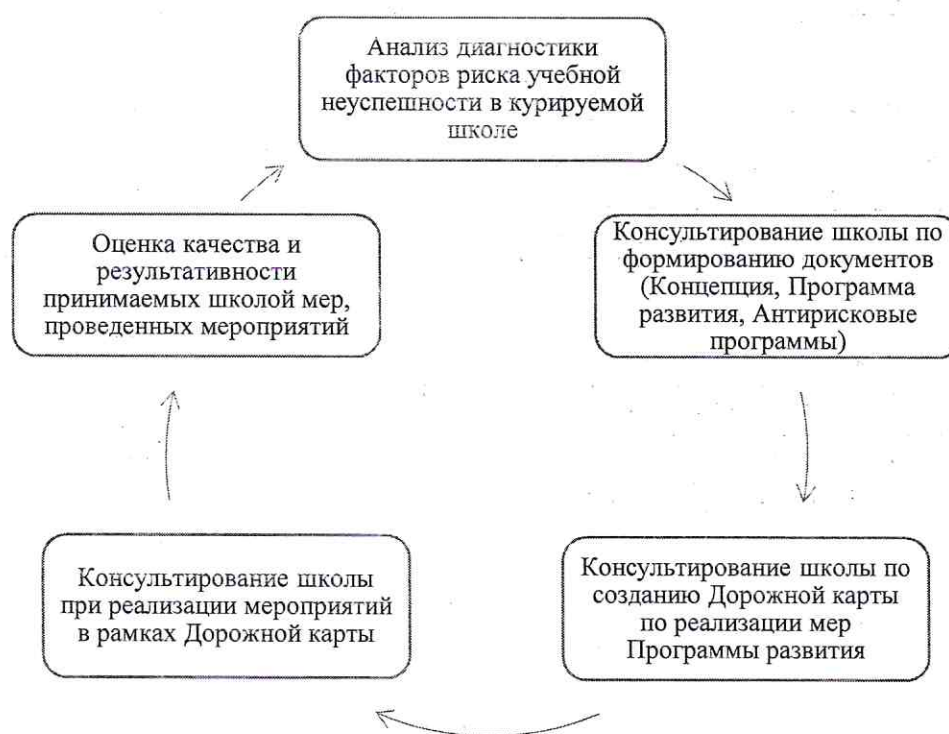 Анализ диагностики
факторов риска учебной
неуспешности в курируемой
школе
Консультирование школы по
формированию документов
(Концепция, Программа
развития, Антирисковые
программы)
Консультирование школы по
созданию Дорожной карты
по реализации мер
Программы развития
Консультирование школы
при реализации мероприятий
в рамках Дорожной карты
Оценка качества и
результативности
принимаемых школой мер,
проведенных мероприятий